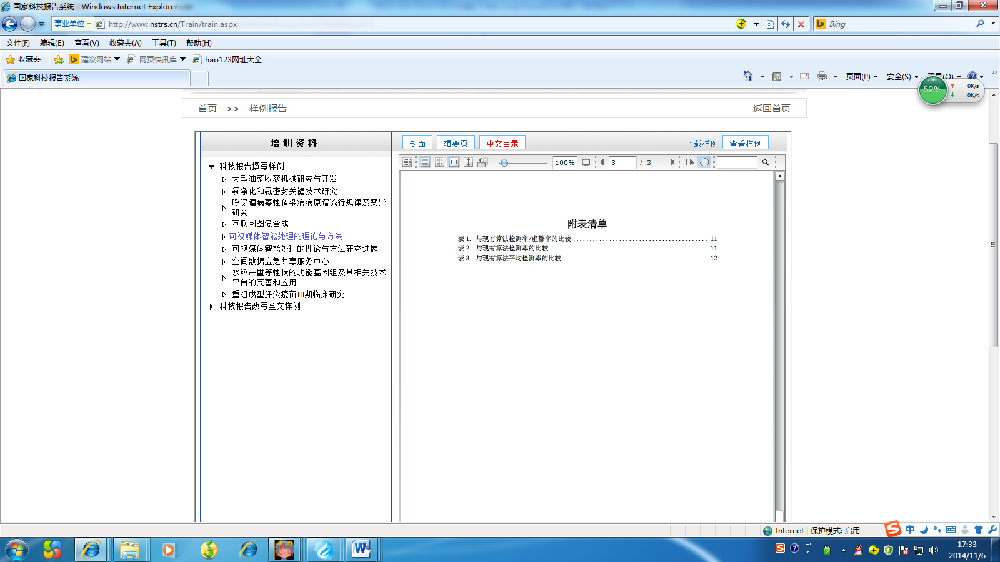 国家科技报告系统 - Windows Internet Explorer
事业单位 http://www.nstrs.cn/Train/train.aspx Bing
文件(F) 编辑(E) 查看(V) 收藏夹(A) 工具(T) 帮助(H)
收藏夹 建议网站 网页快讯库 hao123网址大全
国家科技报告系统 页面(P) 安全(S) 工具(O)
52% 0K/s
0K/s
首页 >> 样例报告 返回首页
培训资料
封面 辑要页 中文目录 下载样例 查看样例
100% 3 / 3
科技报告撰写样例
大型油菜收获机械研究与开发
氦净化和氦密封关键技术研究
呼吸道病毒性传染病病原谱流行规律及变异
研究
互联网图像合成
可视媒体智能处理的理论与方法
可视媒体智能处理的理论与方法研究进展
空间数据应急共享服务中心
水稻产量等性状的功能基因组及其相关技术
平台的完善和应用
重组戊型肝炎疫苗III期临床研究
科技报告改写全文样例
附表清单
表 1. 与现有算法检测率/虚警率的比较 ........................................ 11
表 2. 与现有算法检测率的比较 ............................................... 11
表 3. 与现有算法平均检测率的比较 ........................................... 12
Internet | 保护模式: 启用
中
17:33
2014/11/6